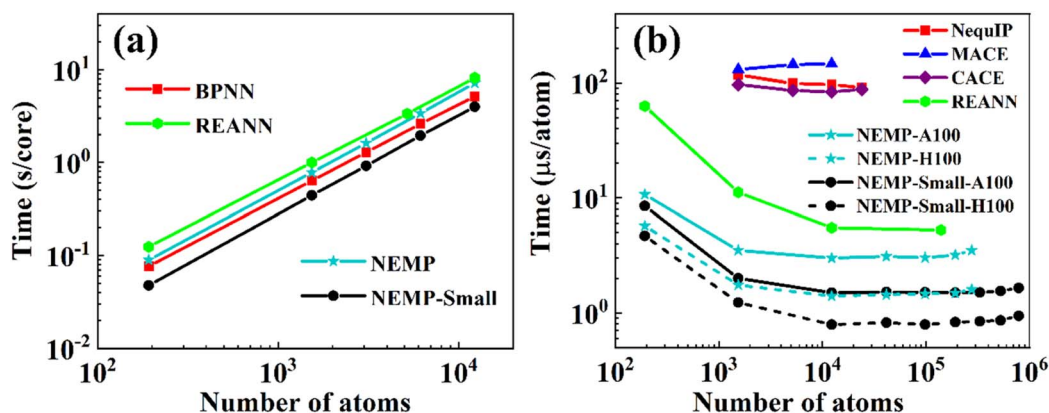 (a)
BPNN
REANN
NEMP
NEMP-Small
Time (s/core)
10^1
10^0
10^-1
10^-2
10^2
10^3
10^4
Number of atoms
(b)
NequIP
MACE
CACE
REANN
NEMP-A100
NEMP-H100
NEMP-Small-A100
NEMP-Small-H100
Time (μs/atom)
10^2
10^1
10^0
10^2
10^3
10^4
10^5
10^6
Number of atoms